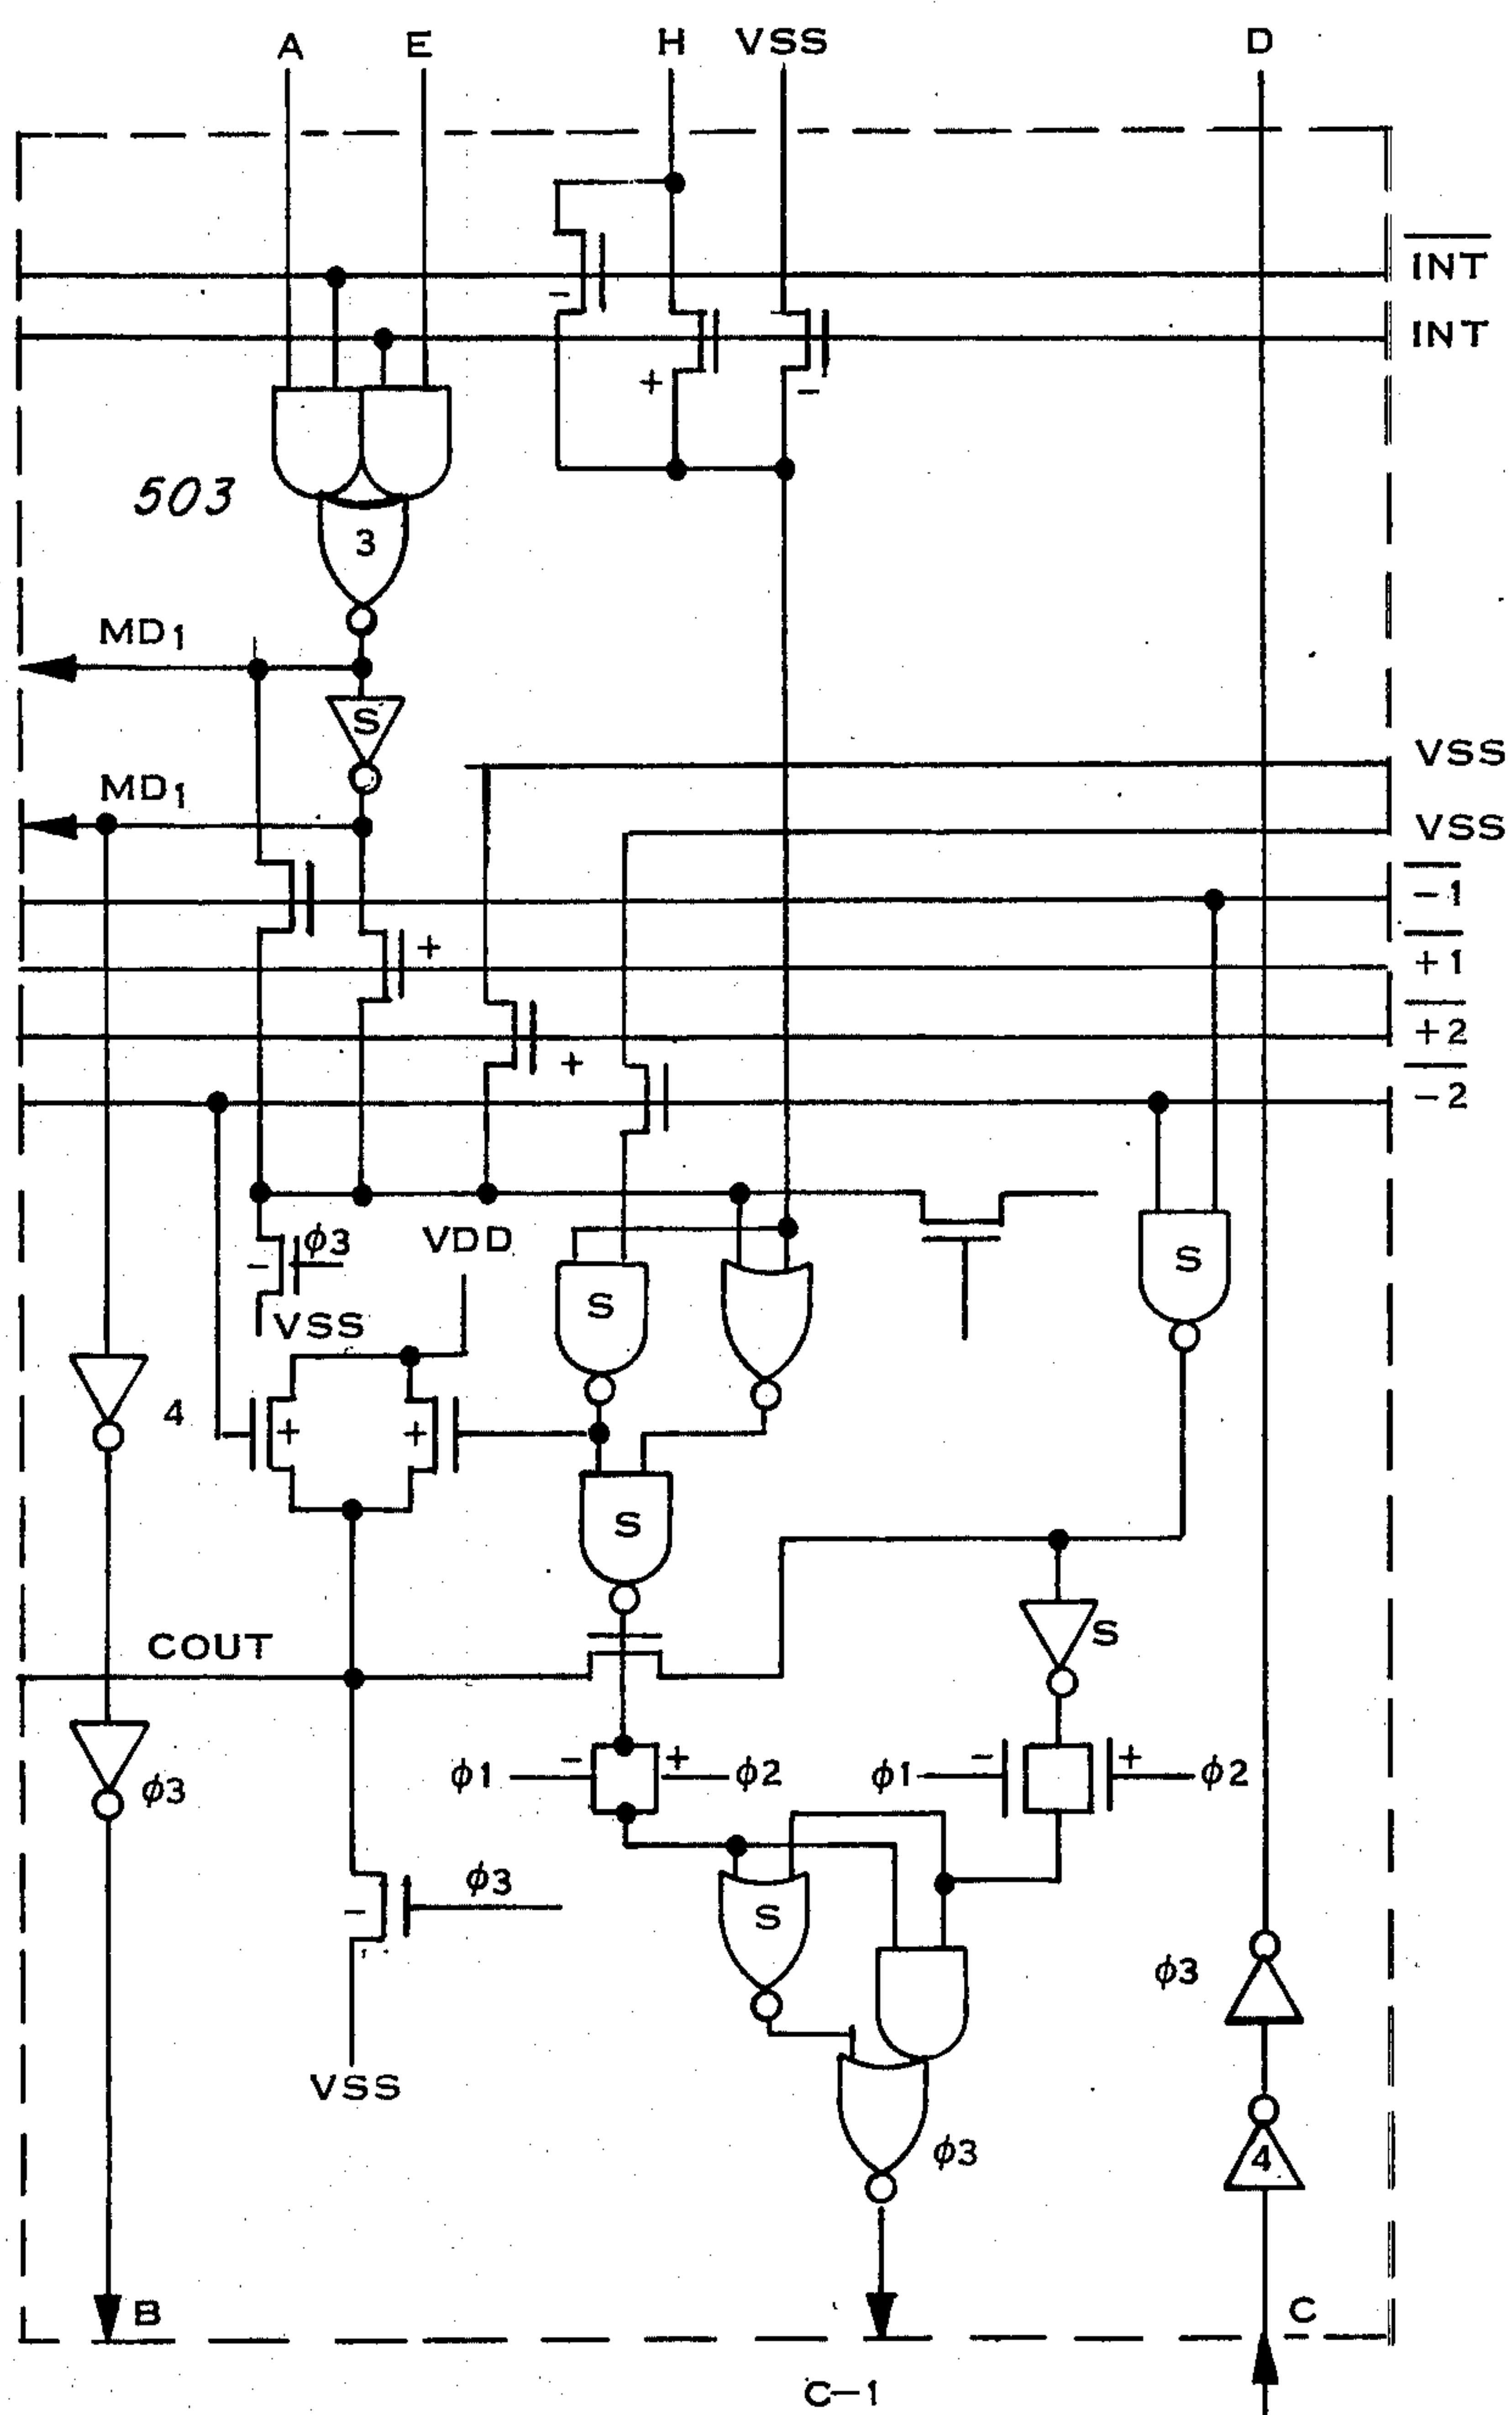 A E H VSS D
INT
INT
503
3
MD1
S
MD1
VSS
VSS
-1
+
+1
+2
+
-2
ϕ3
VDD
-
VSS
S
S
4
+ +
S
COUT
S
ϕ3
ϕ1 - + ϕ2
ϕ1 - + ϕ2
ϕ3
-
S
ϕ3
VSS
ϕ3
4
B
C
C-1